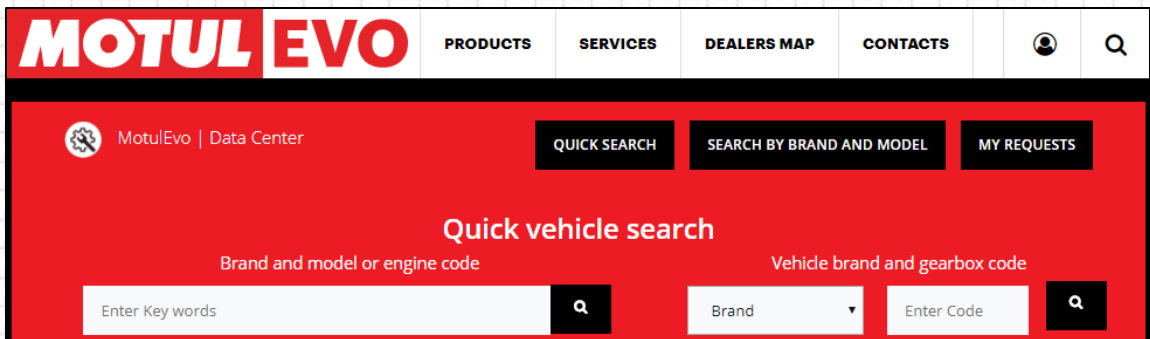 MOTUL EVO PRODUCTS SERVICES DEALERS MAP CONTACTS
MotulEvo | Data Center QUICK SEARCH SEARCH BY BRAND AND MODEL MY REQUESTS
Quick vehicle search
Brand and model or engine code Vehicle brand and gearbox code
Enter Key words Brand Enter Code